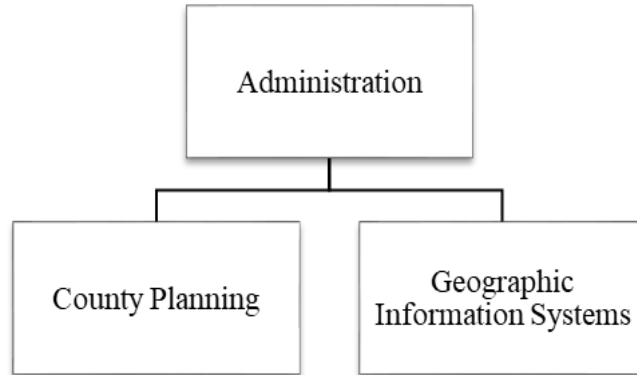 Administration
County Planning
Geographic
Information Systems